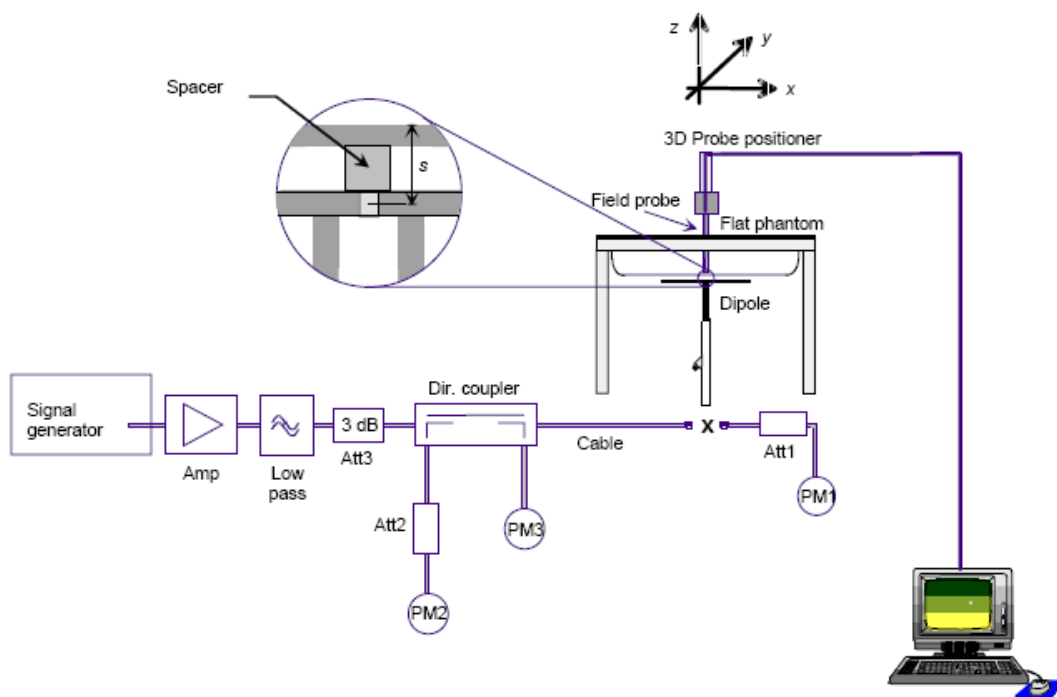 z
y
x
Spacer
s
3D Probe positioner
Field probe
Flat phantom
Dipole
Signal
generator
Amp
Low
pass
3 dB
Att3
Dir. coupler
Cable
X
Att1
PM1
Att2
PM3
PM2